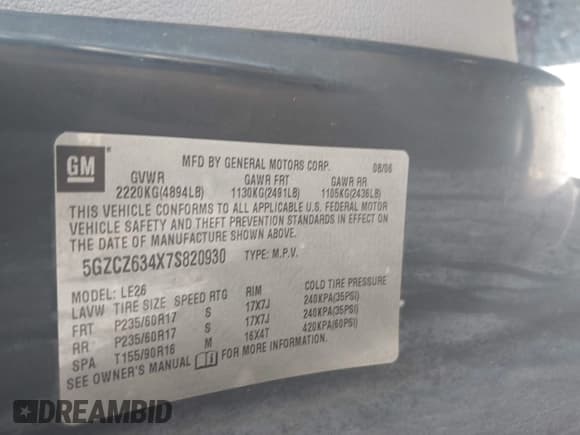 GM
MFD BY GENERAL MOTORS CORP. 08/06
GVWR GAWR FRT GAWR RR
2220KG(4894LB) 1130KG(2491LB) 1105KG(2436LB)
THIS VEHICLE CONFORMS TO ALL APPLICABLE U.S. FEDERAL MOTOR
VEHICLE SAFETY AND THEFT PREVENTION STANDARDS IN EFFECT ON
THE DATE OF MANUFACTURE SHOWN ABOVE.
5GZCZ634X7S820930 TYPE: M.P.V.
MODEL: LE26
LAVW TIRE SIZE SPEED RTG RIM COLD TIRE PRESSURE
FRT P235/60R17 S 17X7J 240KPA(35PSI)
RR P235/60R17 S 17X7J 240KPA(35PSI)
SPA T155/90R16 M 16X4T 420KPA(60PSI)
SEE OWNER'S MANUAL FOR MORE INFORMATION.
DREAMBID